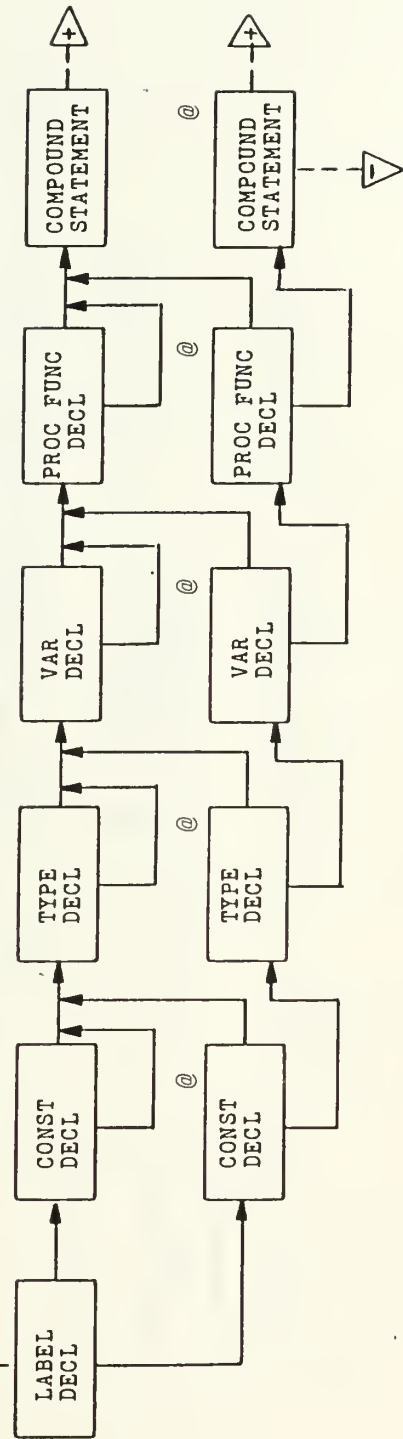 LABEL
DECL
CONST
DECL
TYPE
DECL
VAR
DECL
PROC FUNC
DECL
COMPOUND
STATEMENT
+
@
@
@
@
@
CONST
DECL
TYPE
DECL
VAR
DECL
PROC FUNC
DECL
COMPOUND
STATEMENT
+
-